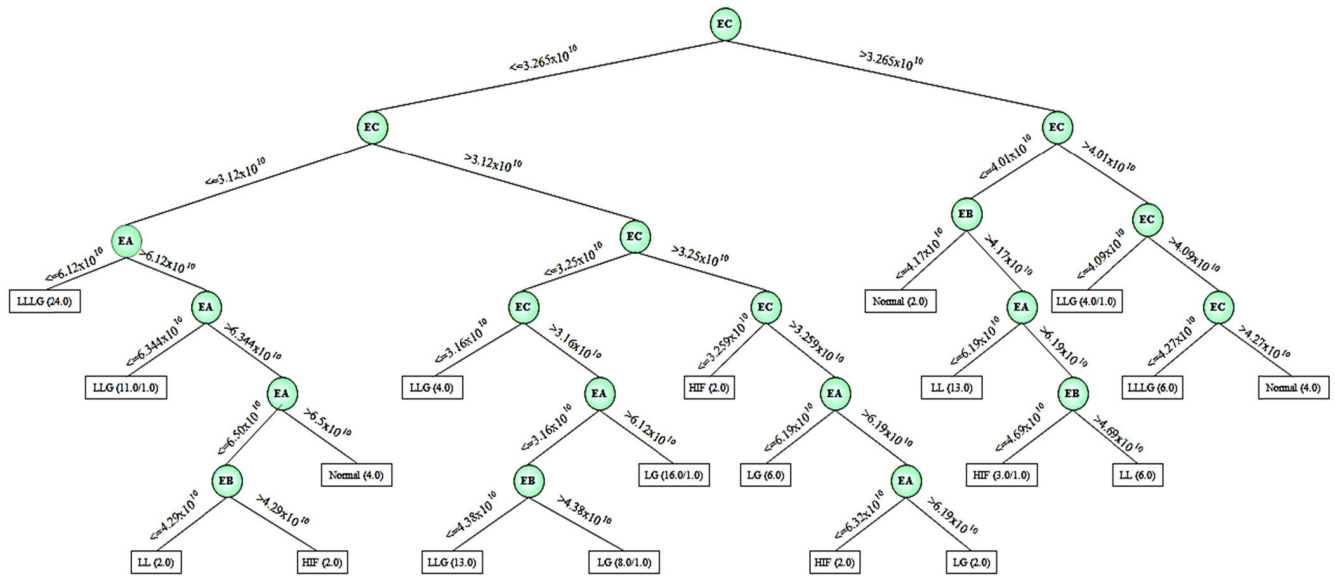 EC
<=3.265x10^10
>3.265x10^10
EC
EC
<=3.12x10^10
>3.12x10^10
<=4.01x10^10
>4.01x10^10
EA
EC
EB
EC
<=6.12x10^10
>6.12x10^10
<=3.25x10^10
>3.25x10^10
<=4.17x10^10
>4.17x10^10
<=4.09x10^10
>4.09x10^10
LLLG (24.0)
EA
EC
EC
Normal (2.0)
EA
LLG (4.0/1.0)
EC
<=6.344x10^10
>6.344x10^10
<=3.16x10^10
>3.16x10^10
<=3.259x10^10
>3.259x10^10
<=6.19x10^10
>6.19x10^10
<=4.27x10^10
>4.27x10^10
LLG (11.0/1.0)
EA
LLG (4.0)
EA
HIF (2.0)
EA
LL (13.0)
EB
LLLG (6.0)
Normal (4.0)
<=6.50x10^10
>6.5x10^10
<=3.16x10^10
>6.12x10^10
<=6.19x10^10
>6.19x10^10
<=4.69x10^10
>4.69x10^10
EB
Normal (4.0)
EB
LG (16.0/1.0)
LG (6.0)
EA
HIF (3.0/1.0)
LL (6.0)
<=4.29x10^10
>4.29x10^10
<=4.38x10^10
>4.38x10^10
<=6.32x10^10
>6.19x10^10
LL (2.0)
HIF (2.0)
LLG (13.0)
LG (8.0/1.0)
HIF (2.0)
LG (2.0)